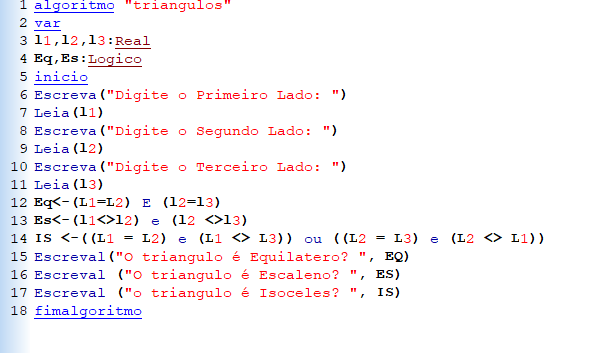 1 algoritmo "triangulos"
2 var
3 l1,l2,l3:Real
4 Eq,Es:Logico
5 inicio
6 Escreva("Digite o Primeiro Lado: ")
7 Leia(l1)
8 Escreva("Digite o Segundo Lado: ")
9 Leia(l2)
10 Escreva("Digite o Terceiro Lado: ")
11 Leia(l3)
12 Eq<-(L1=L2) E (l2=l3)
13 Es<-(l1<>l2) e (l2 <>l3)
14 IS <-((L1 = L2) e (L1 <> L3)) ou ((L2 = L3) e (L2 <> L1))
15 Escreval("O triangulo é Equilatero? ", EQ)
16 Escreval ("O triangulo é Escaleno? ", ES)
17 Escreval ("o triangulo é Isoceles? ", IS)
18 fimalgoritmo